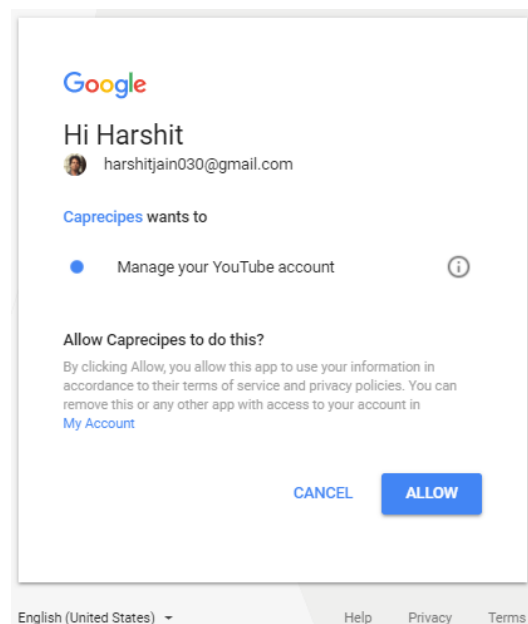 Google
Hi Harshit
harshitjain030@gmail.com
Caprecipes wants to
Manage your YouTube account
Allow Caprecipes to do this?
By clicking Allow, you allow this app to use your information in
accordance to their terms of service and privacy policies. You can
remove this or any other app with access to your account in
My Account
CANCEL ALLOW
English (United States) Help Privacy Terms